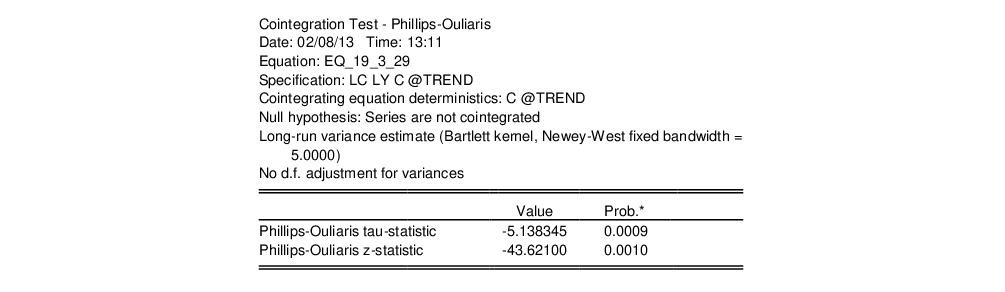 Cointegration Test - Phillips-Ouliaris
Date: 02/08/13 Time: 13:11
Equation: EQ_19_3_29
Specification: LC LY C @TREND
Cointegrating equation deterministics: C @TREND
Null hypothesis: Series are not cointegrated
Long-run variance estimate (Bartlett kernel, Newey-West fixed bandwidth =
5.0000)
No d.f. adjustment for variances
Value Prob.*
Phillips-Ouliaris tau-statistic -5.138345 0.0009
Phillips-Ouliaris z-statistic -43.62100 0.0010